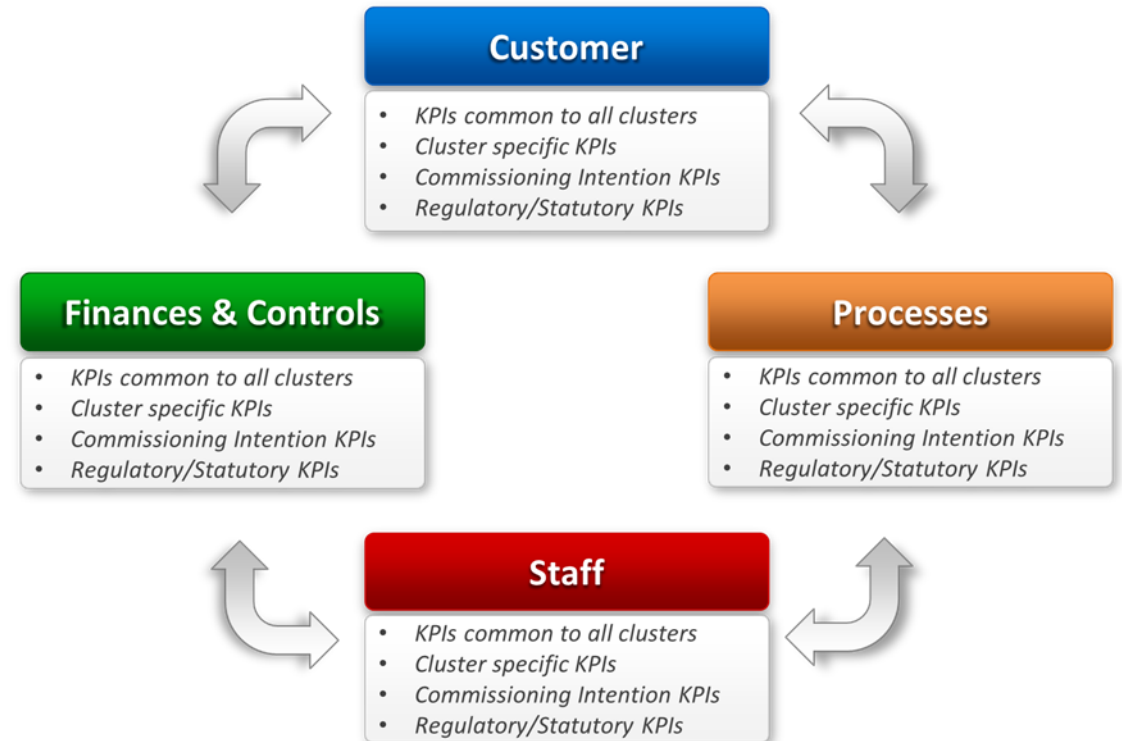 Customer
• KPIs common to all clusters
• Cluster specific KPIs
• Commissioning Intention KPIs
• Regulatory/Statutory KPIs
Finances & Controls
• KPIs common to all clusters
• Cluster specific KPIs
• Commissioning Intention KPIs
• Regulatory/Statutory KPIs
Processes
• KPIs common to all clusters
• Cluster specific KPIs
• Commissioning Intention KPIs
• Regulatory/Statutory KPIs
Staff
• KPIs common to all clusters
• Cluster specific KPIs
• Commissioning Intention KPIs
• Regulatory/Statutory KPIs